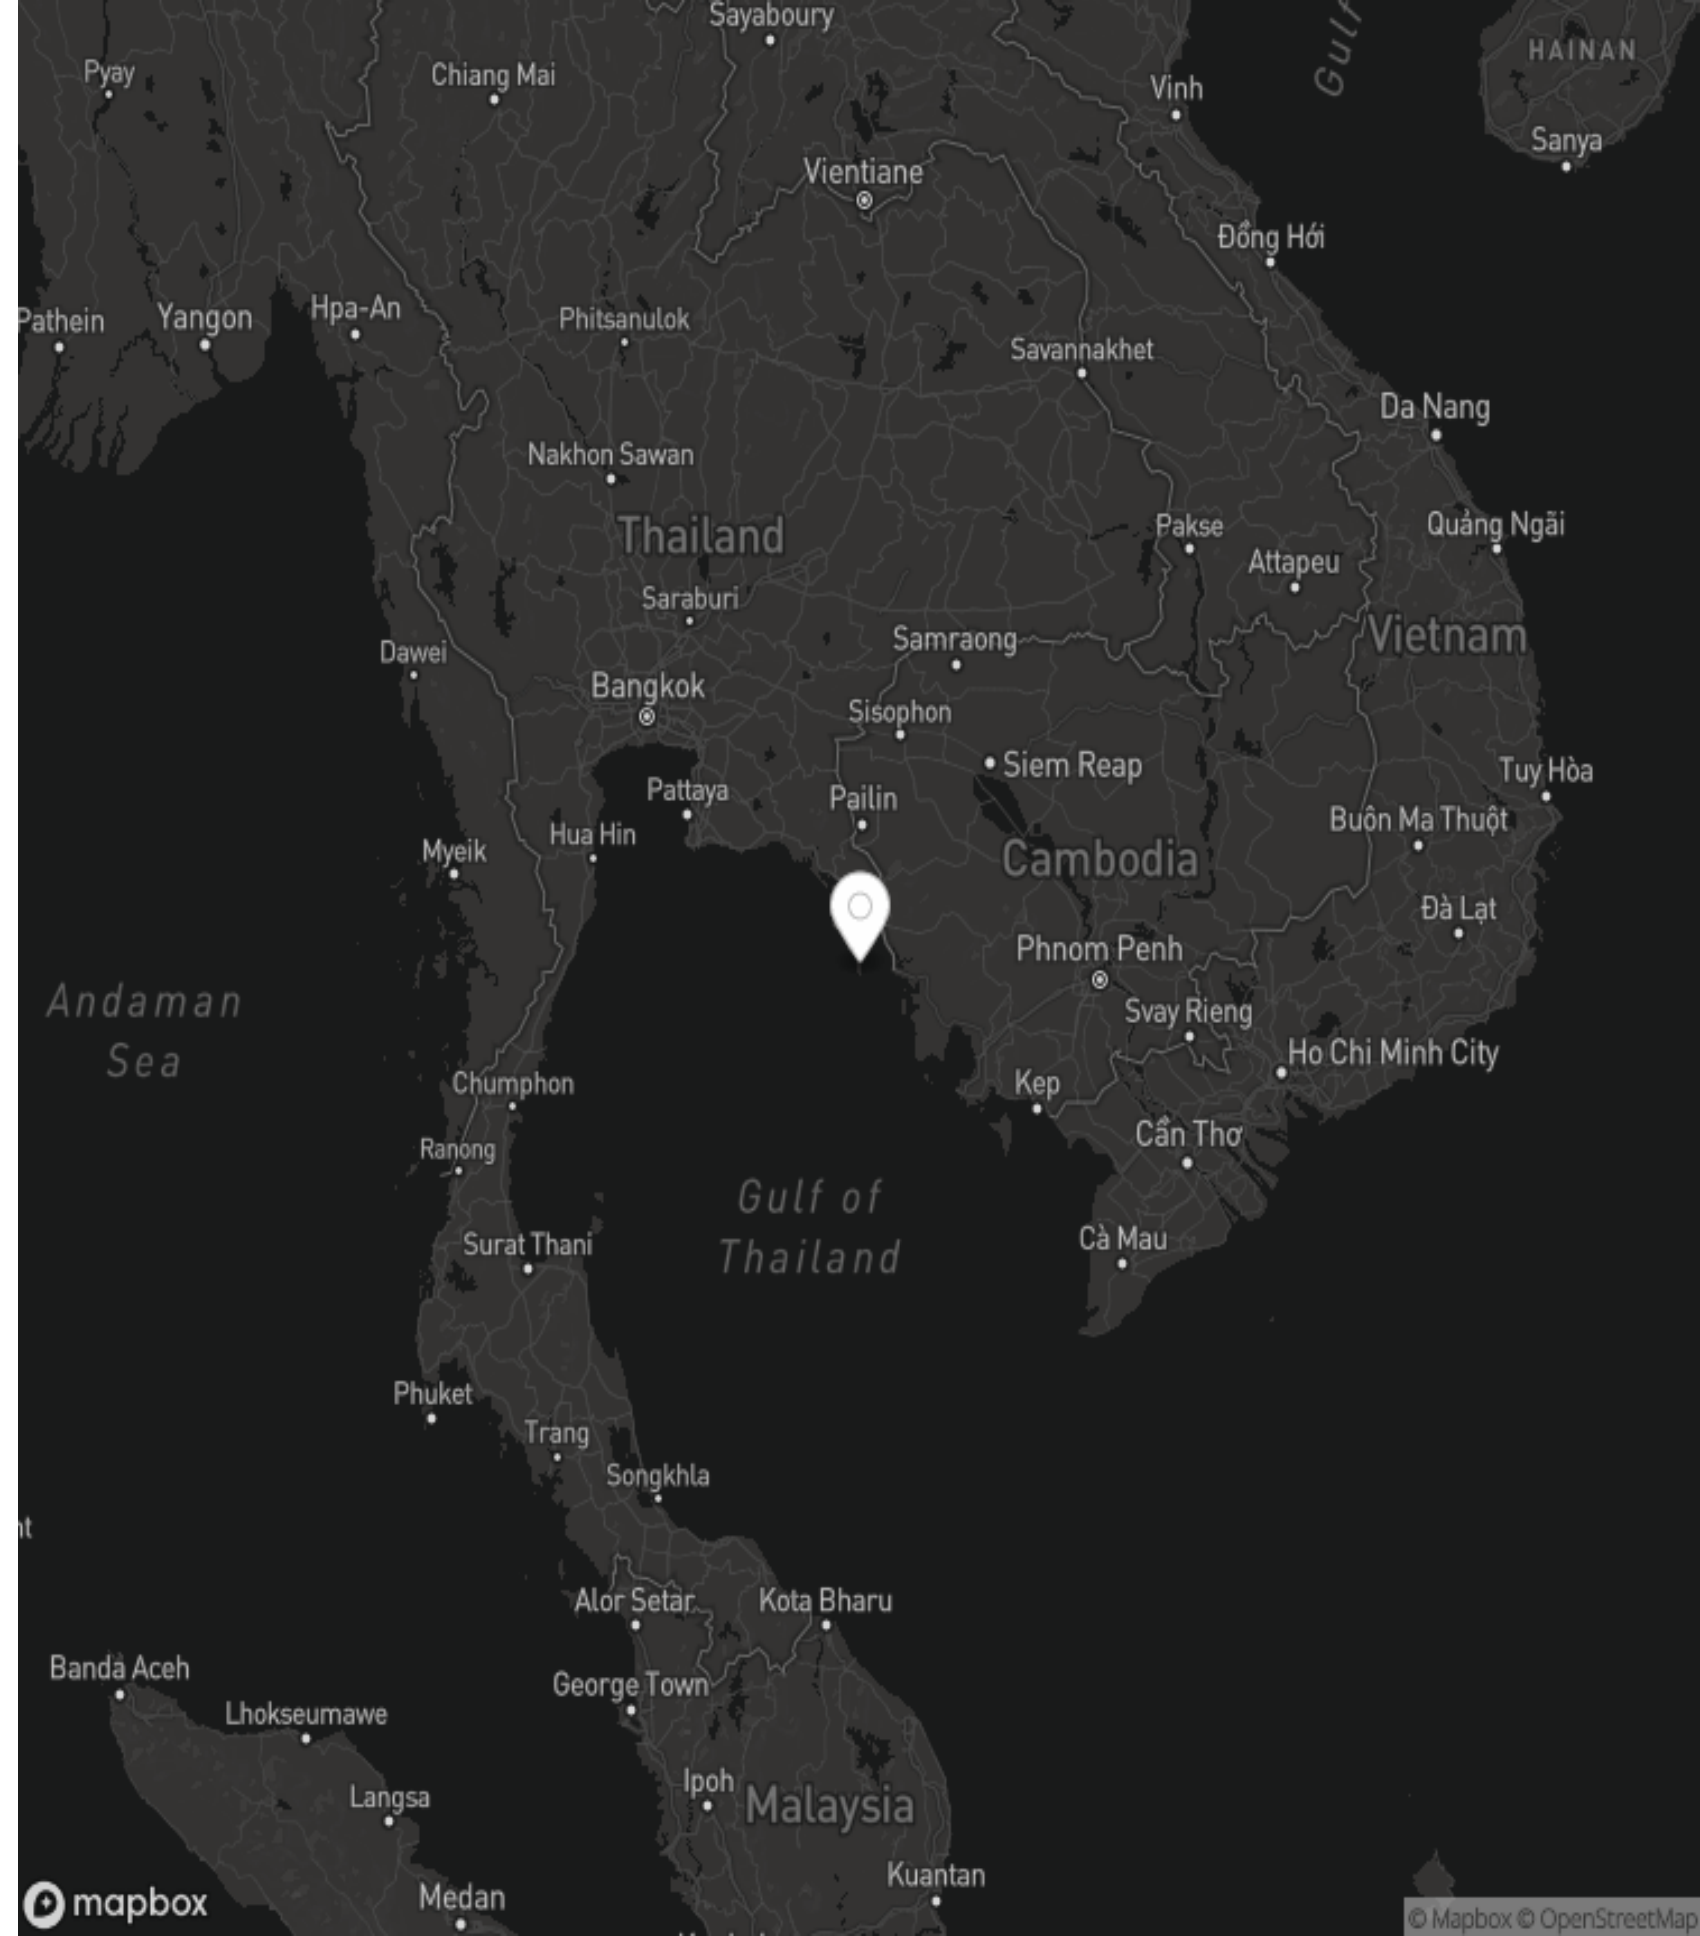 Sayaboury
Gulf
HAINAN
Pyay
Chiang Mai
Vinh
Sanya
Vientiane
Đồng Hới
Pathein
Yangon
Hpa-An
Phitsanulok
Savannakhet
Da Nang
Nakhon Sawan
Thailand
Pakse
Quảng Ngãi
Attapeu
Saraburi
Samraong
Vietnam
Dawei
Bangkok
Sisophon
Siem Reap
Tuy Hòa
Pattaya
Pailin
Buôn Ma Thuột
Hua Hin
Myeik
Cambodia
Đà Lạt
Phnom Penh
Andaman
Sea
Svay Rieng
Ho Chi Minh City
Chumphon
Kep
Cần Thơ
Ranong
Gulf of
Thailand
Surat Thani
Cà Mau
Phuket
Trang
Songkhla
Alor Setar
Kota Bharu
Banda Aceh
George Town
Lhokseumawe
Ipoh
Langsa
Malaysia
Kuantan
Medan
mapbox
© Mapbox © OpenStreetMap